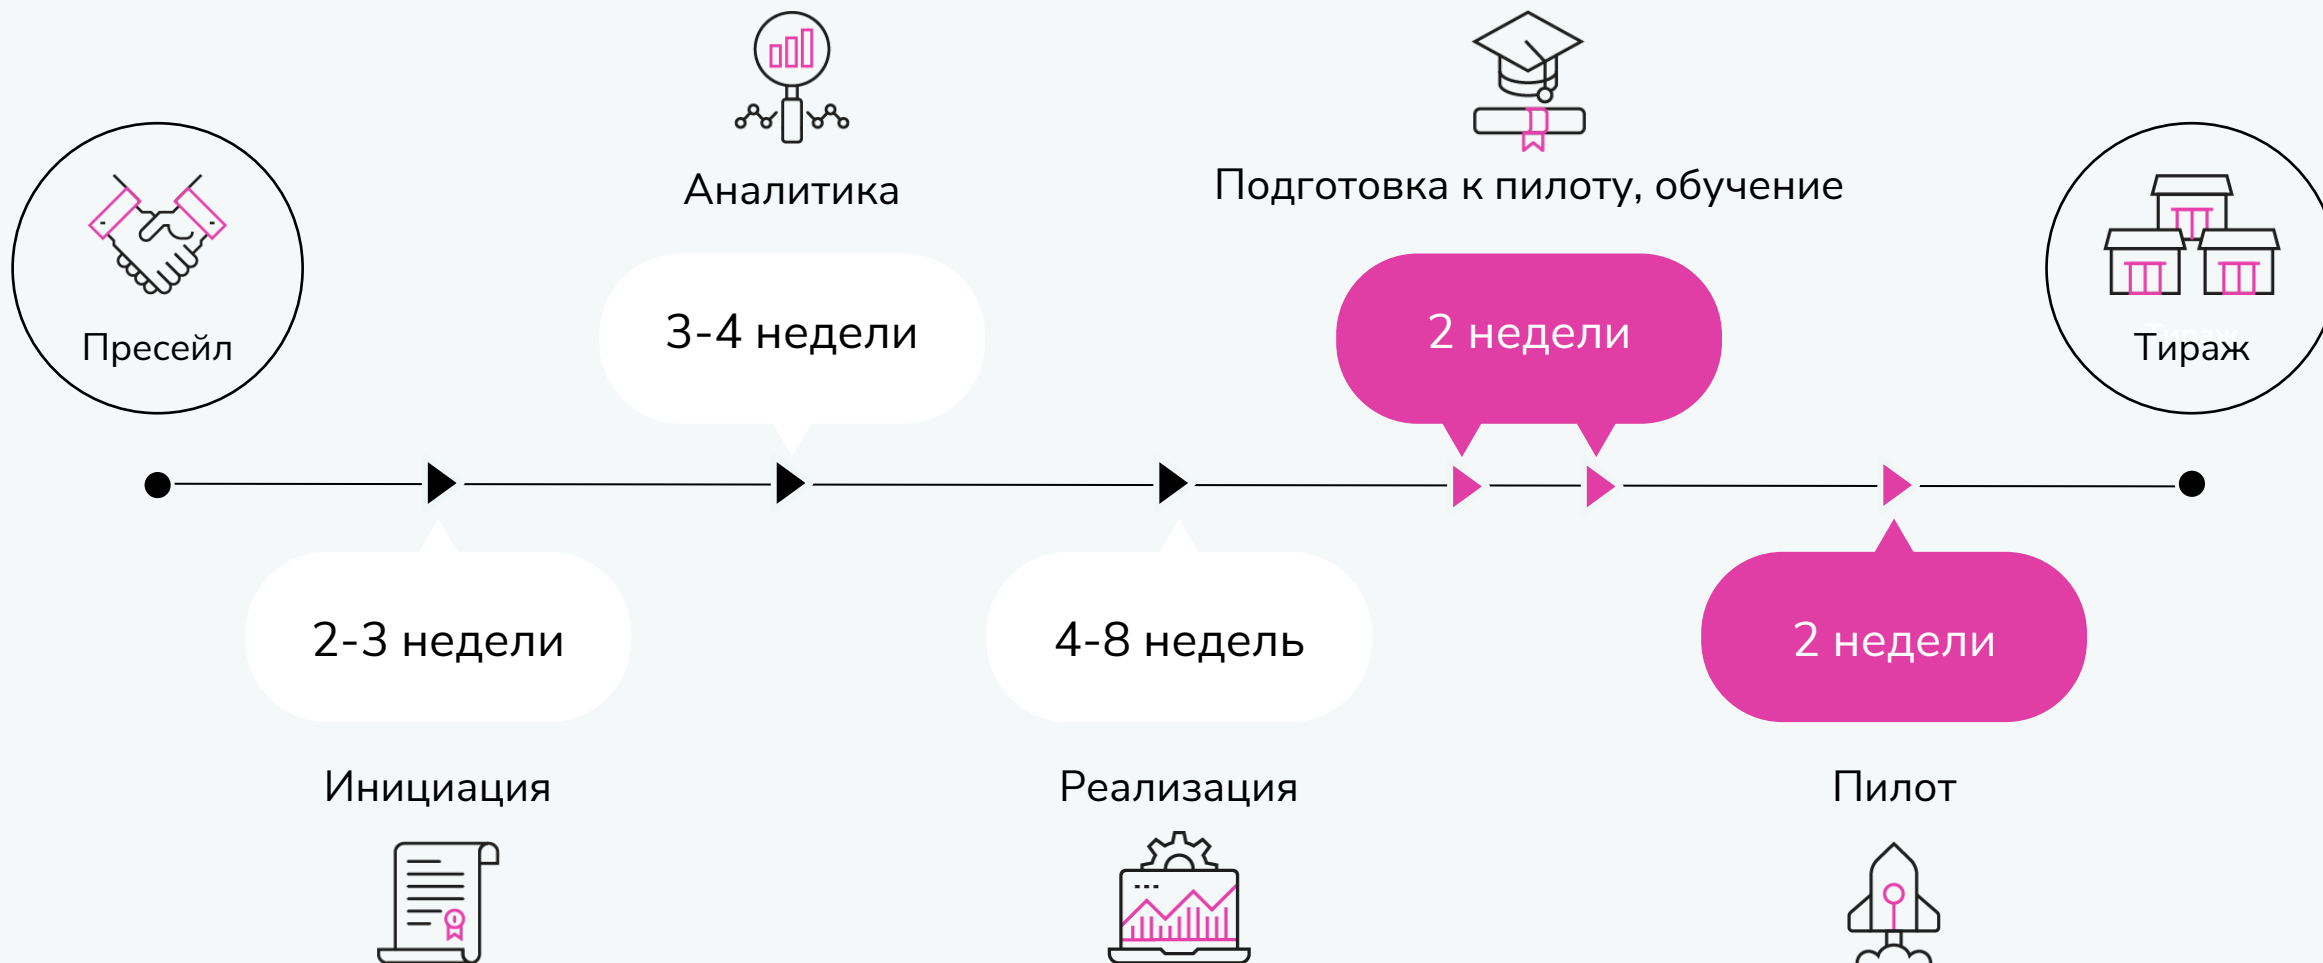 Аналитика
Подготовка к пилоту, обучение
Пресейл
3-4 недели
2 недели
Тираж
2-3 недели
4-8 недель
2 недели
Инициация
Реализация
Пилот